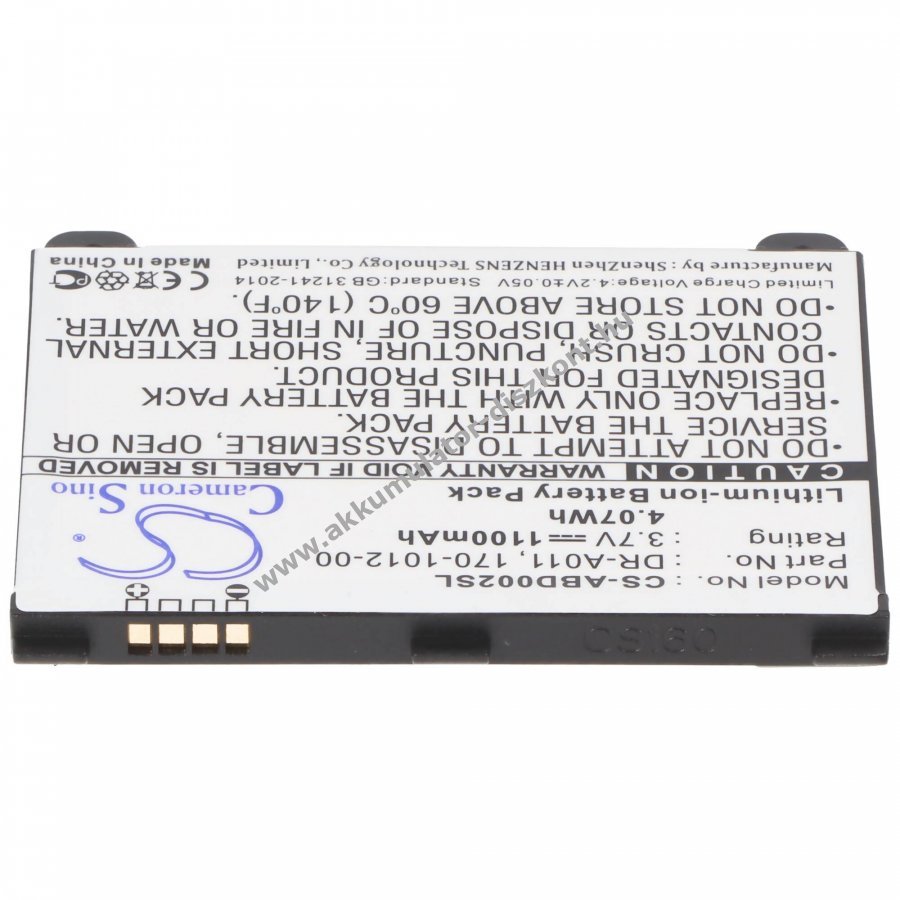 Cameron Sino
®
Model : CS-ABD002SL
Part No.: DR-A011, 170-1012-00
Rating : 3.7V 1100mAh
4.07Wh
Lithium-ion Battery Pack
CAUTION WARRANTY VOID IF LABEL IS REMOVED
•DO NOT ATTEMPT TO DISASSEMBLE, OPEN OR
SERVICE THE BATTERY PACK.
•REPLACE ONLY WITH THE BATTERY PACK
DESIGNATED FOR THIS PRODUCT.
•DO NOT CRUSH, PUNCTURE, SHORT EXTERNAL
CONTACTS OR DISPOSE OF IN FIRE OR WATER.
•DO NOT STORE ABOVE 60°C (140°F).
Limited Charge Voltage:4.2V±0.05V Standard:GB 31241-2014
Manufacturer by : ShenZhen HENZENS Technology Co., Limited
CE
Made In China
CS160
www.akkumulator-diszkont.hu